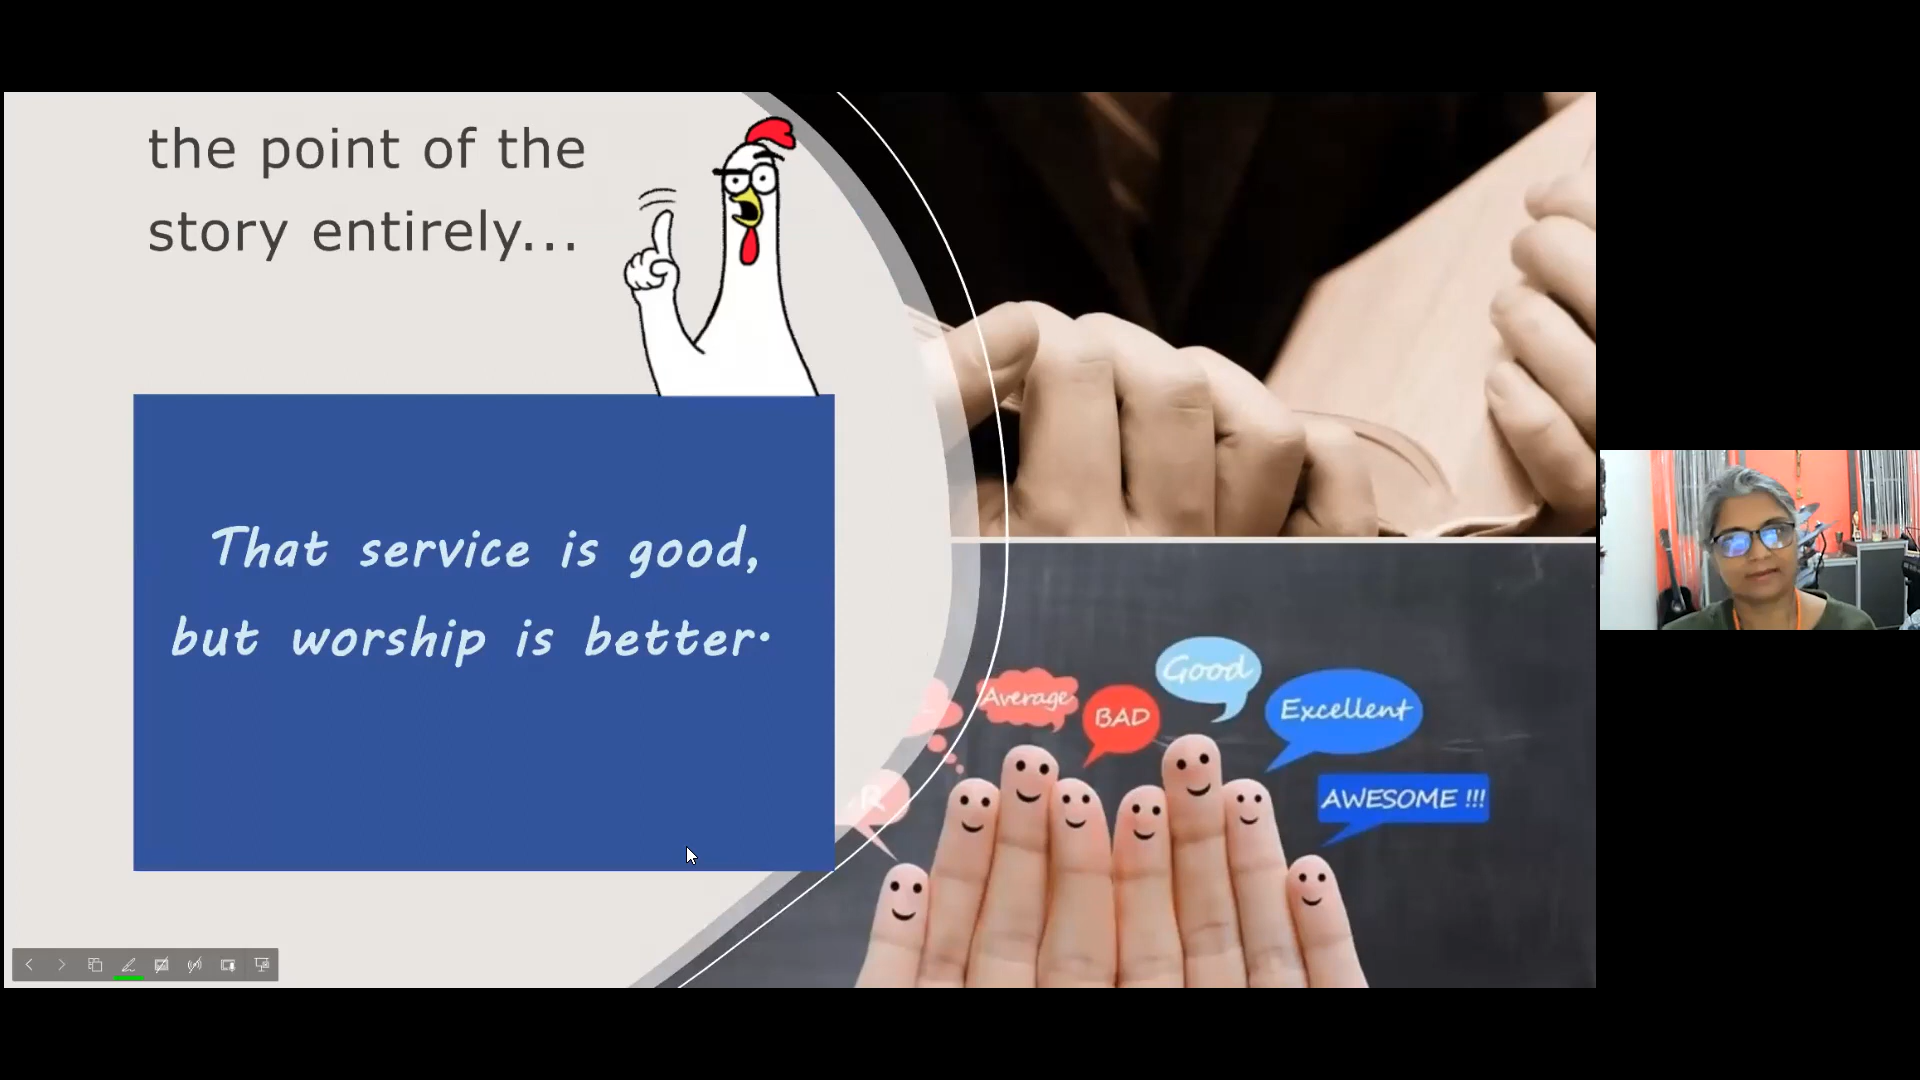 the point of the
story entirely...
That service is good,
but worship is better.
Average
BAD
Good
Excellent
AWESOME !!!
R